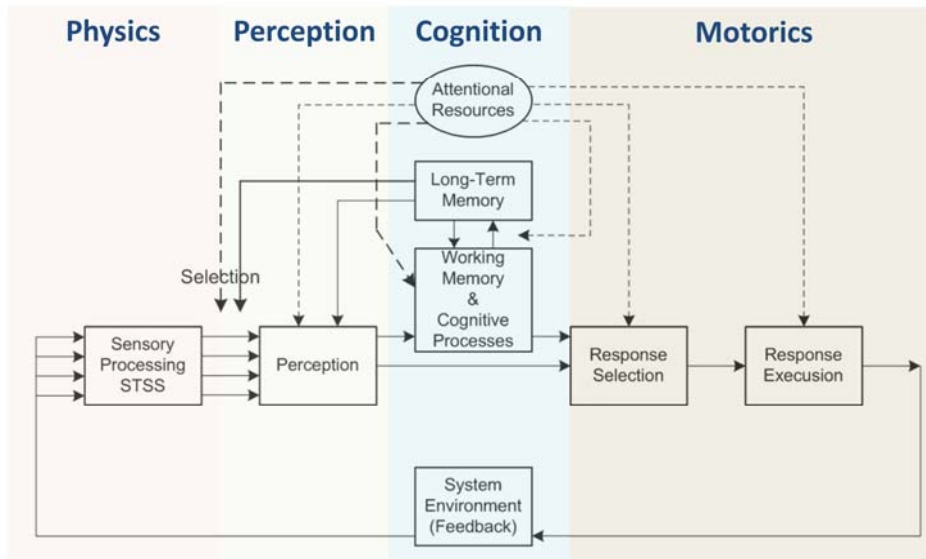 Physics
Perception
Cognition
Motorics
Attentional
Resources
Long-Term
Memory
Selection
Working
Memory
&
Cognitive
Processes
Sensory
Processing
STSS
Perception
Response
Selection
Response
Execusion
System
Environment
(Feedback)